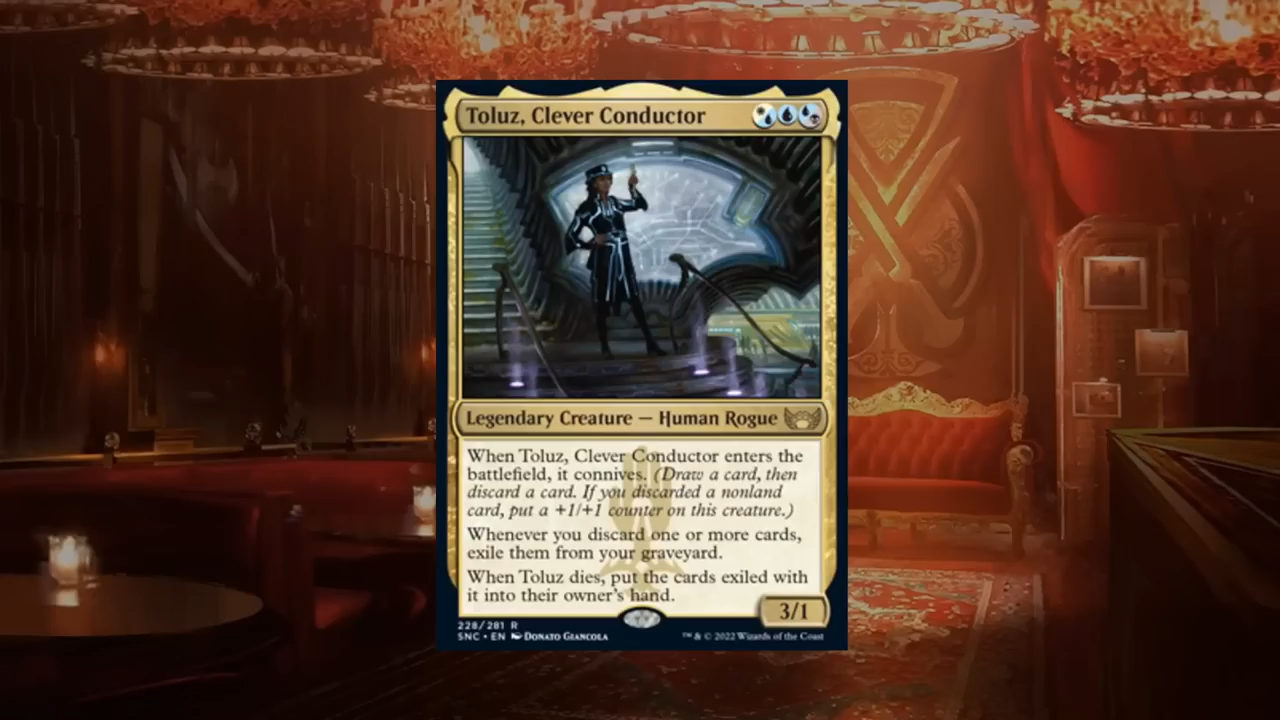 Toluz, Clever Conductor
Legendary Creature — Human Rogue
When Toluz, Clever Conductor enters the
battlefield, it connives. (Draw a card, then
discard a card. If you discarded a nonland
card, put a +1/+1 counter on this creature.)
Whenever you discard one or more cards,
exile them from your graveyard.
When Toluz dies, put the cards exiled with
it into their owner's hand.
3/1
228/281 R
SNC • EN DONATO GIANCOLA
™ & © 2022 Wizards of the Coast